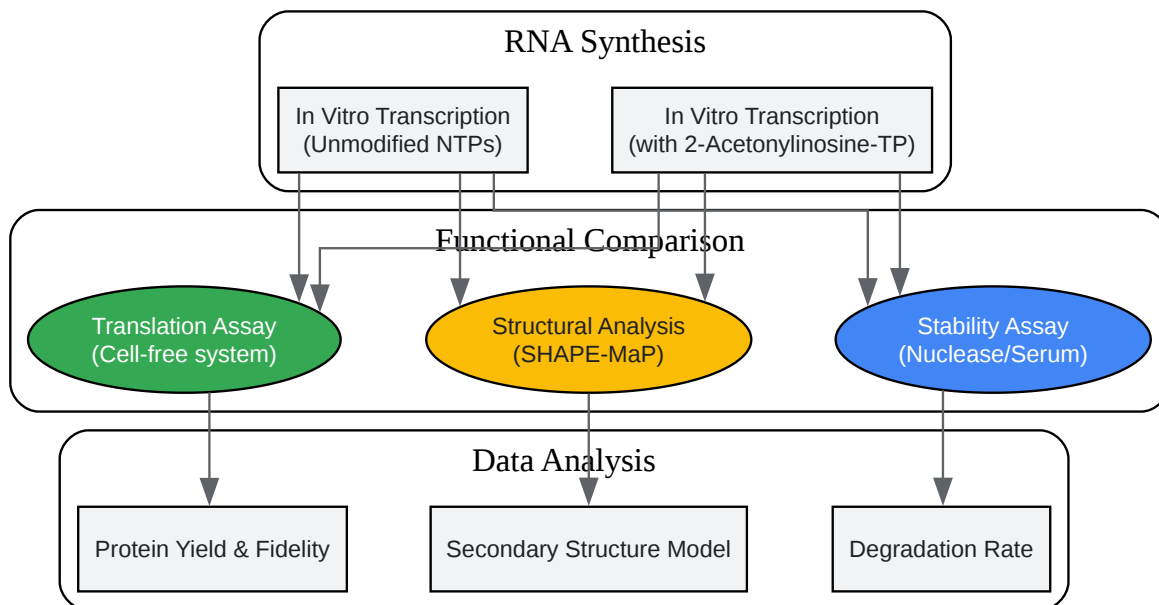 RNA Synthesis
In Vitro Transcription
(Unmodified NTPs)
In Vitro Transcription
(with 2-Acetonylinosine-TP)
Functional Comparison
Translation Assay
(Cell-free system)
Structural Analysis
(SHAPE-MaP)
Stability Assay
(Nuclease/Serum)
Data Analysis
Protein Yield & Fidelity
Secondary Structure Model
Degradation Rate